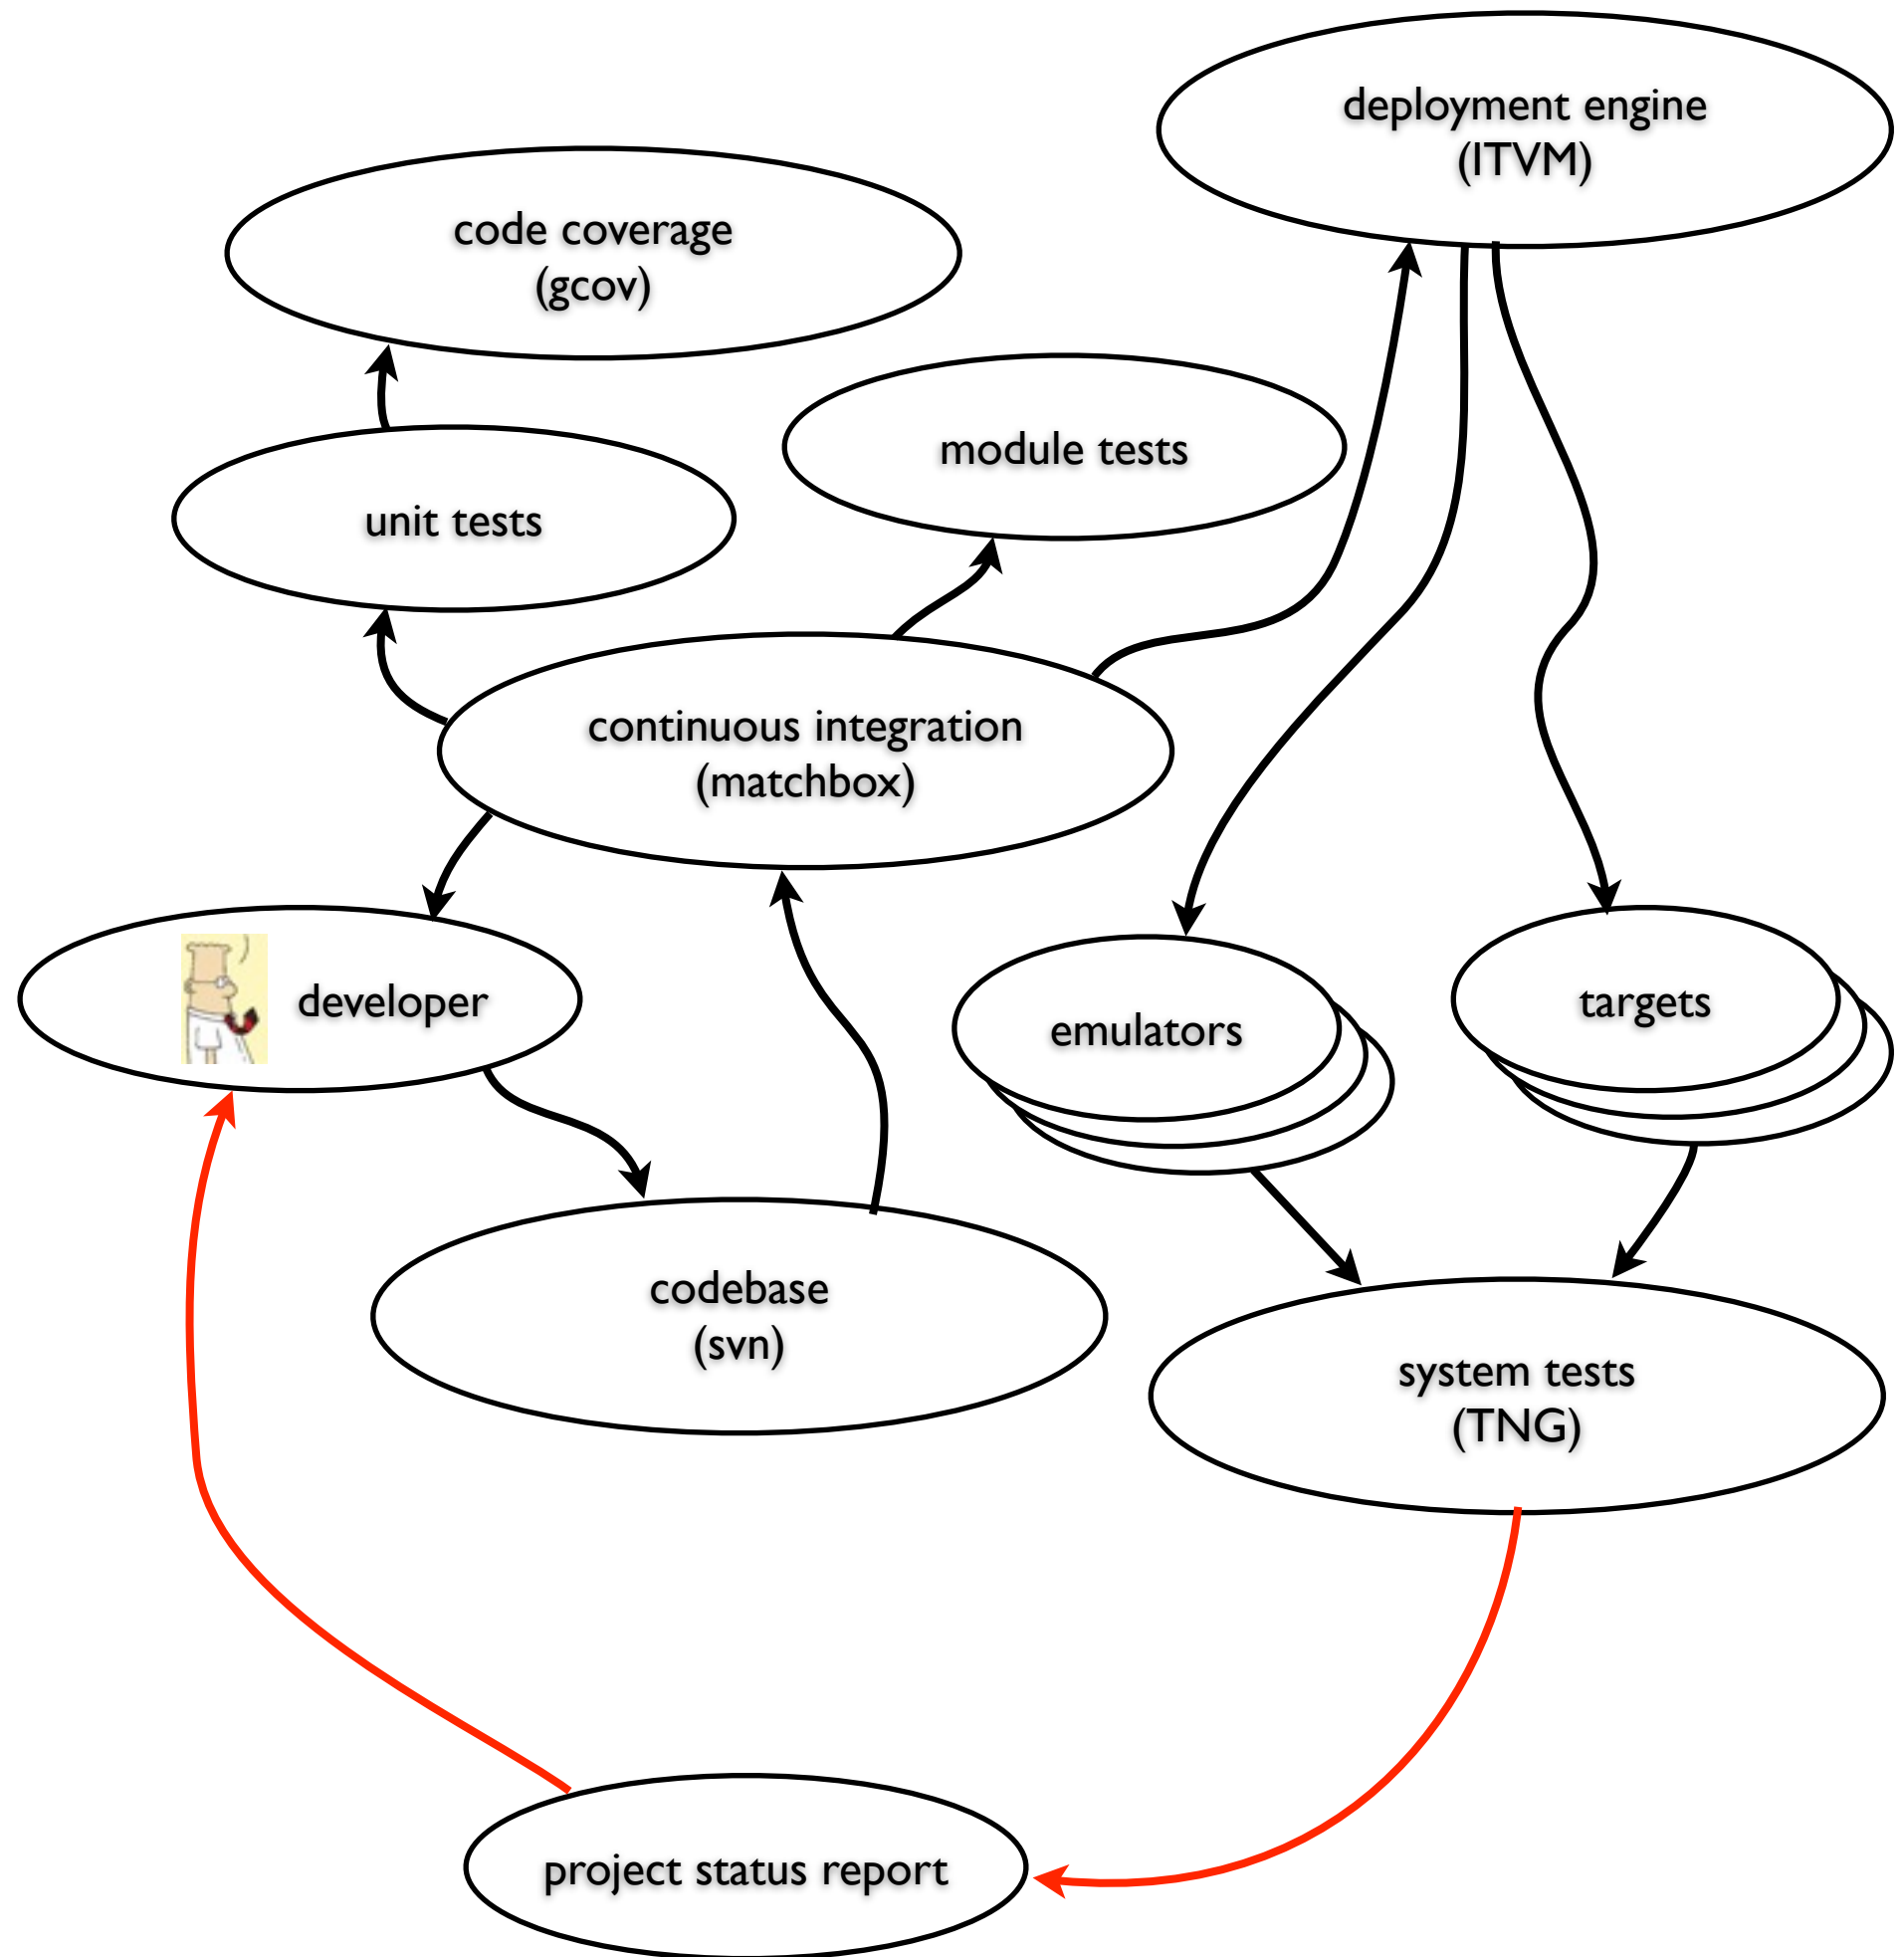 deployment engine
(ITVM)
code coverage
(gcov)
module tests
unit tests
continuous integration
(matchbox)
developer
emulators
targets
codebase
(svn)
system tests
(TNG)
project status report